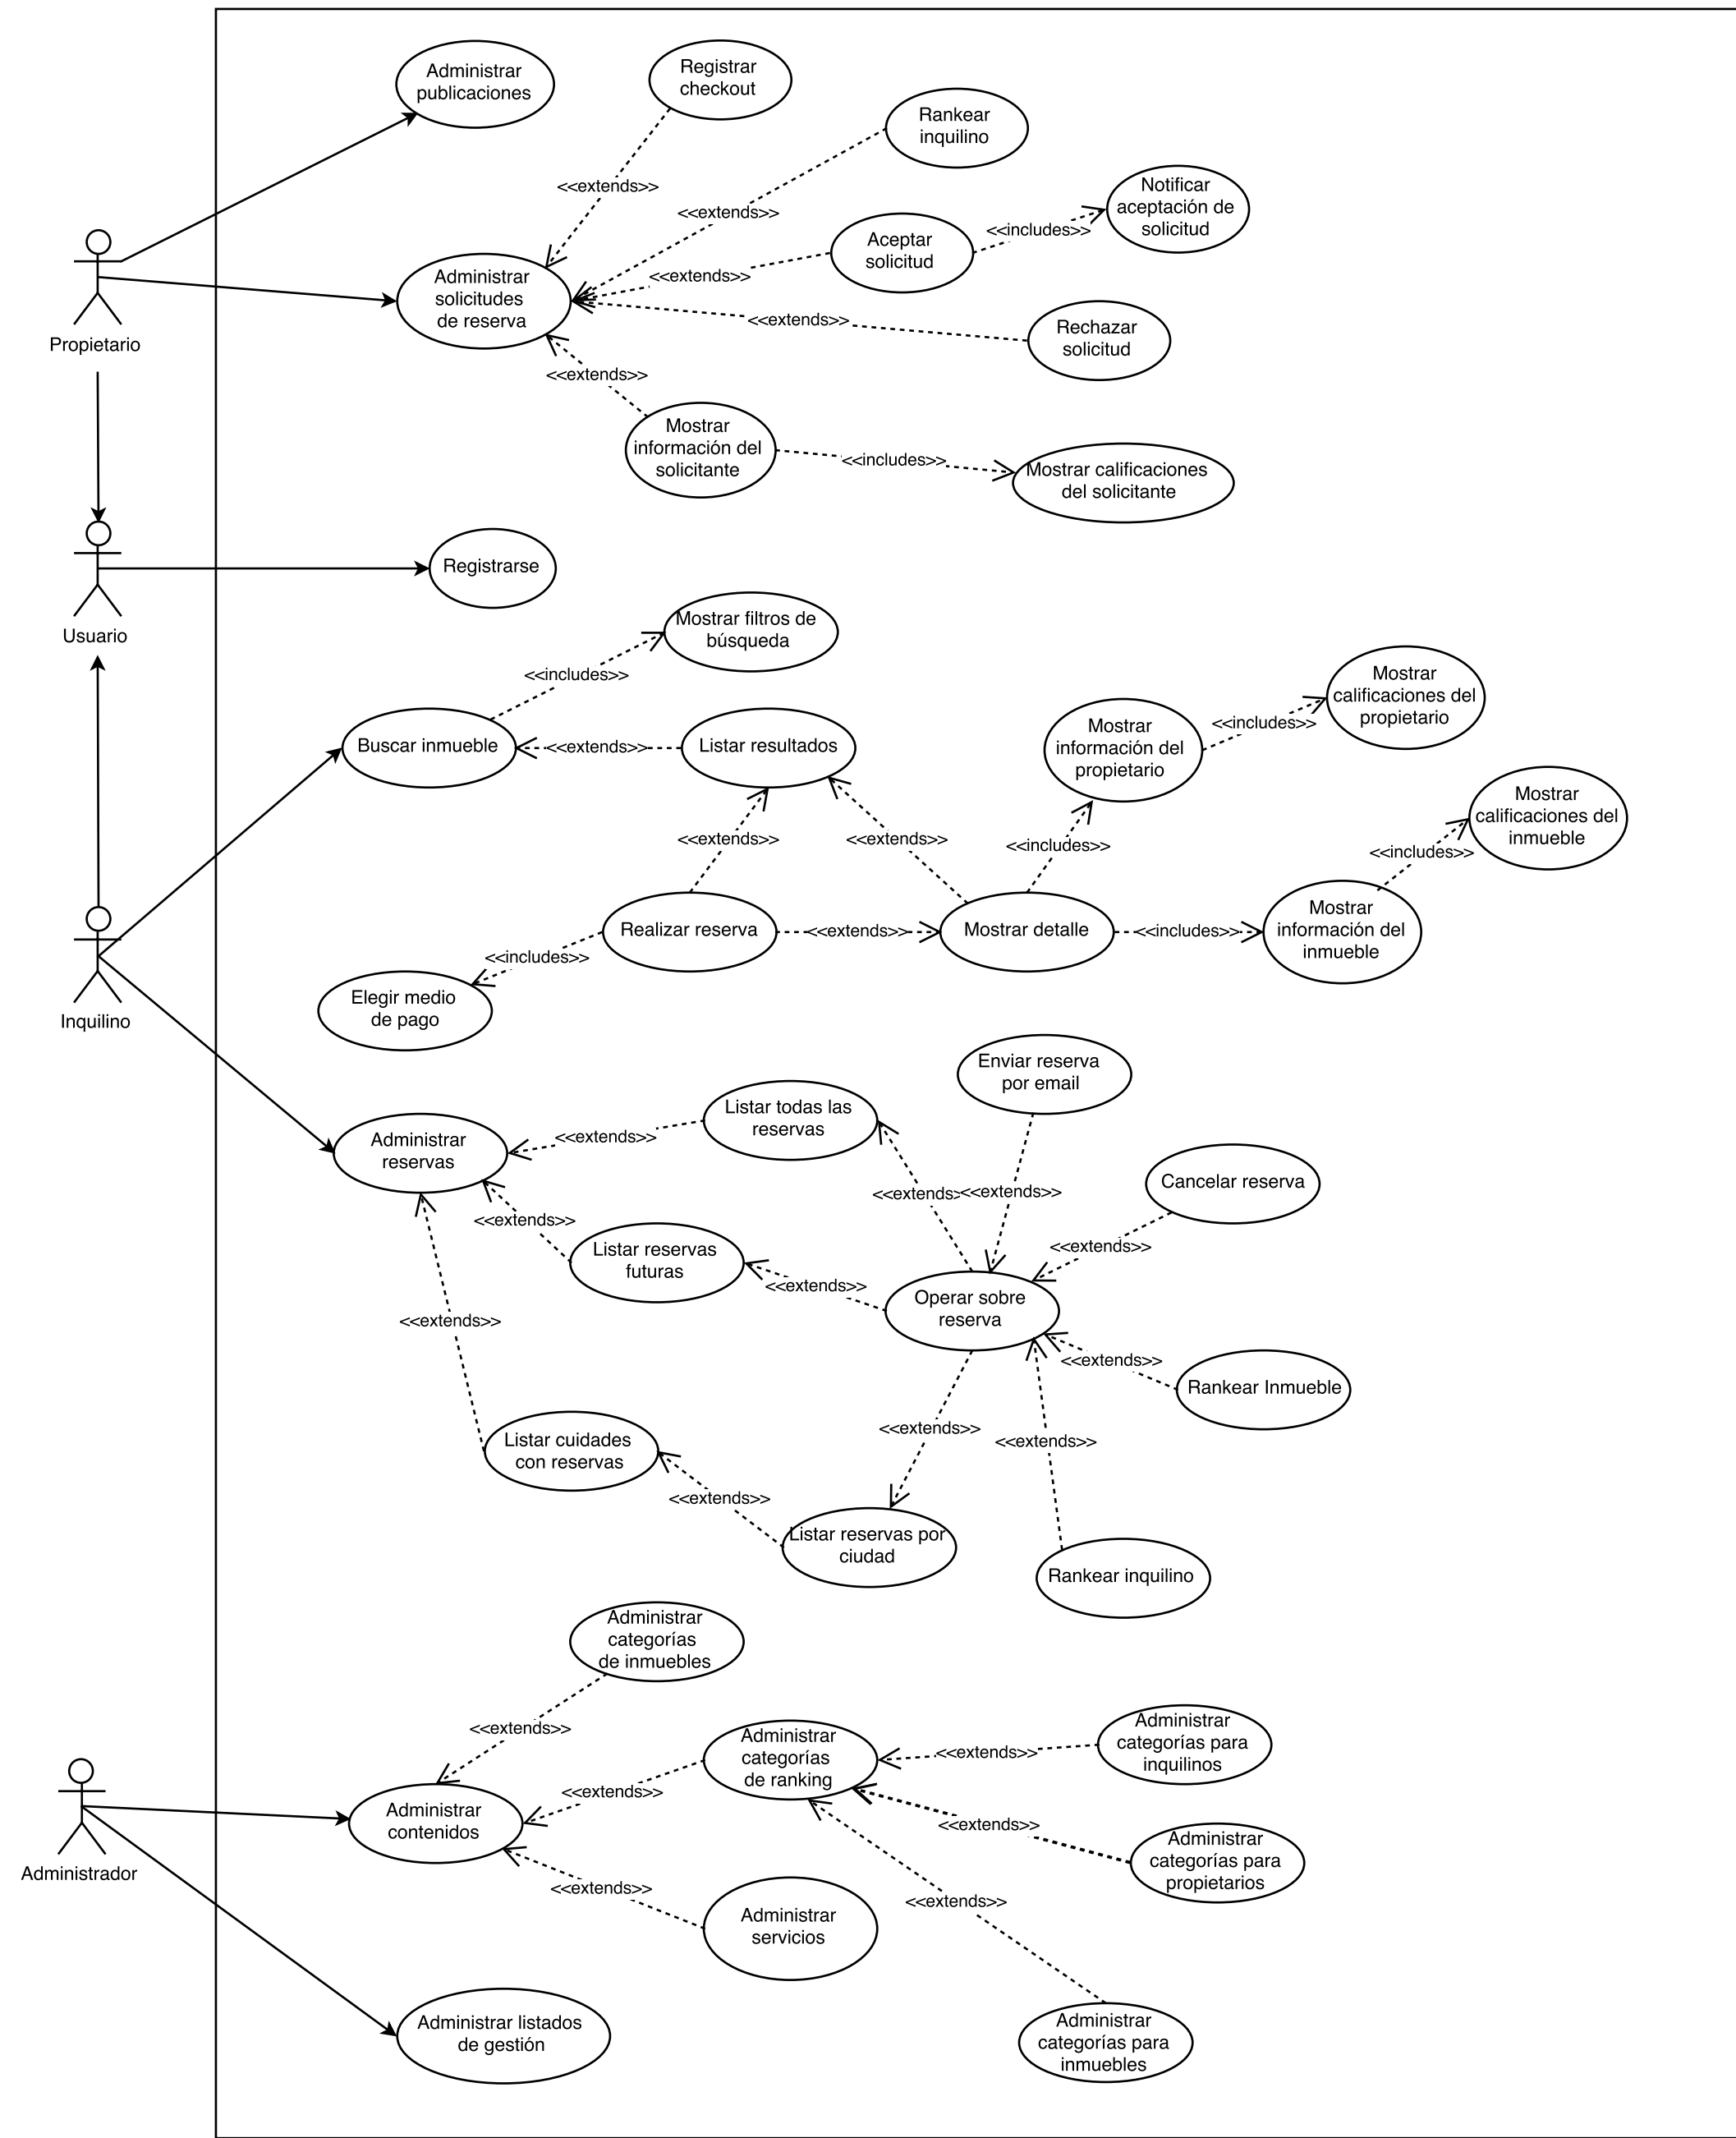 Administrar
publicaciones
Registrar
checkout
Rankear
inquilino
<<extends>>
<<extends>>
Notificar
aceptación de
solicitud
<<includes>>
Aceptar
solicitud
<<extends>>
Administrar
solicitudes
de reserva
<<extends>>
Rechazar
solicitud
Propietario
<<extends>>
Mostrar
información del
solicitante
<<includes>>
Mostrar calificaciones
del solicitante
Registrarse
Usuario
Mostrar filtros de
búsqueda
<<includes>>
Buscar inmueble
<<extends>>
Listar resultados
Mostrar
información del
propietario
<<includes>>
Mostrar
calificaciones del
propietario
<<extends>>
<<extends>>
<<includes>>
Mostrar
calificaciones del
inmueble
<<includes>>
Realizar reserva
<<extends>>
Mostrar detalle
<<includes>>
Mostrar
información del
inmueble
<<includes>>
Elegir medio
de pago
Inquilino
Enviar reserva
por email
Listar todas las
reservas
<<extends>>
Administrar
reservas
Cancelar reserva
<<extends>>
<<extends>>
<<extends>>
<<extends>>
Listar reservas
futuras
<<extends>>
Operar sobre
reserva
<<extends>>
<<extends>>
Rankear Inmueble
<<extends>>
<<extends>>
Listar cuidades
con reservas
<<extends>>
Listar reservas por
ciudad
Rankear inquilino
Administrar
categorías
de inmuebles
<<extends>>
Administrar
categorías
de ranking
<<extends>>
Administrar
categorías para
inquilinos
<<extends>>
Administrar
contenidos
<<extends>>
Administrar
categorías para
propietarios
Administrador
<<extends>>
<<extends>>
Administrar
servicios
Administrar listados
de gestión
Administrar
categorías para
inmuebles